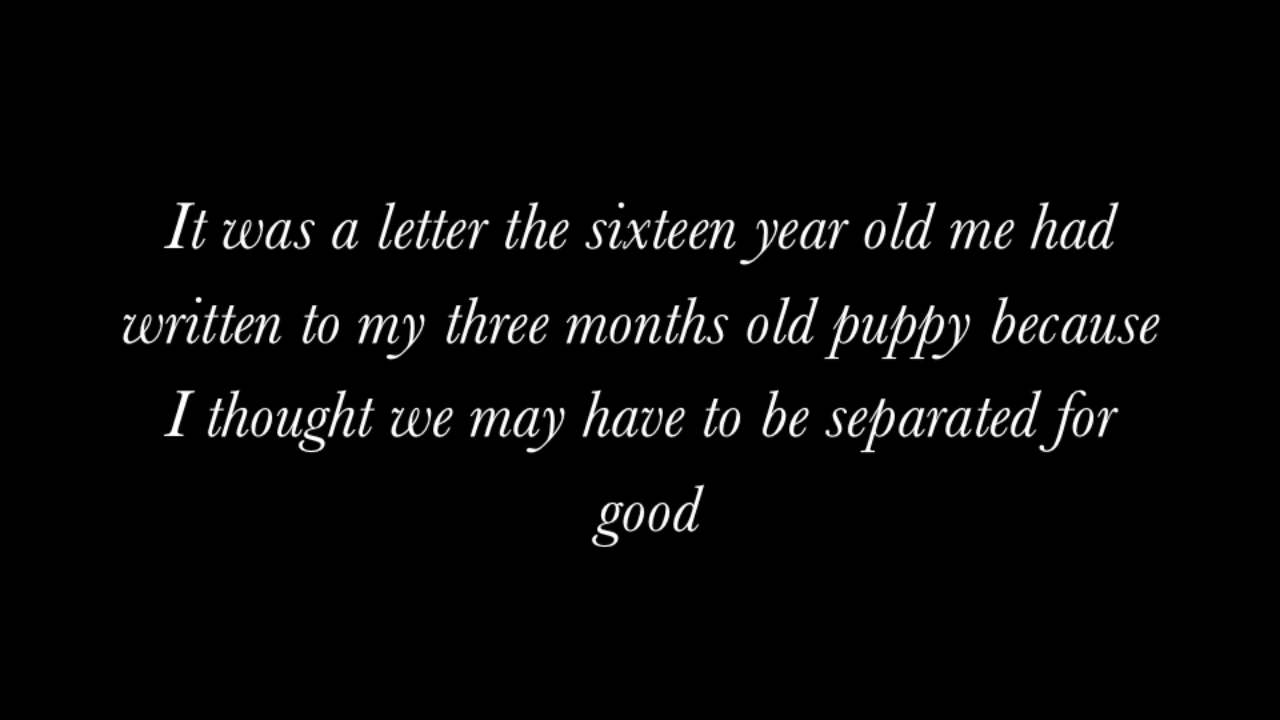 It was a letter the sixteen year old me had
written to my three months old puppy because
I thought we may have to be separated for
good